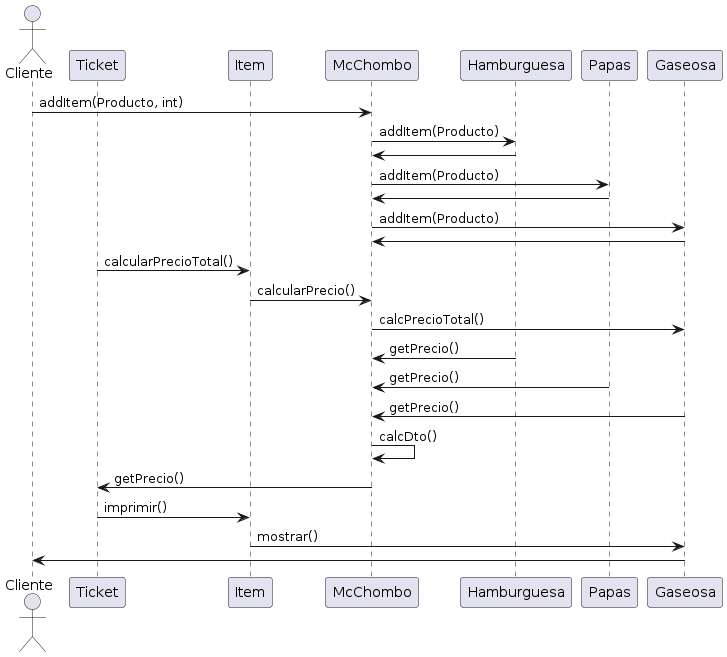 Cliente
Ticket
Item
McChombo
Hamburguesa
Papas
Gaseosa
addItem(Producto, int)
addItem(Producto)
addItem(Producto)
addItem(Producto)
calcularPrecioTotal()
calcularPrecio()
calcPrecioTotal()
getPrecio()
getPrecio()
getPrecio()
calcDto()
getPrecio()
imprimir()
mostrar()
Cliente
Ticket
Item
McChombo
Hamburguesa
Papas
Gaseosa